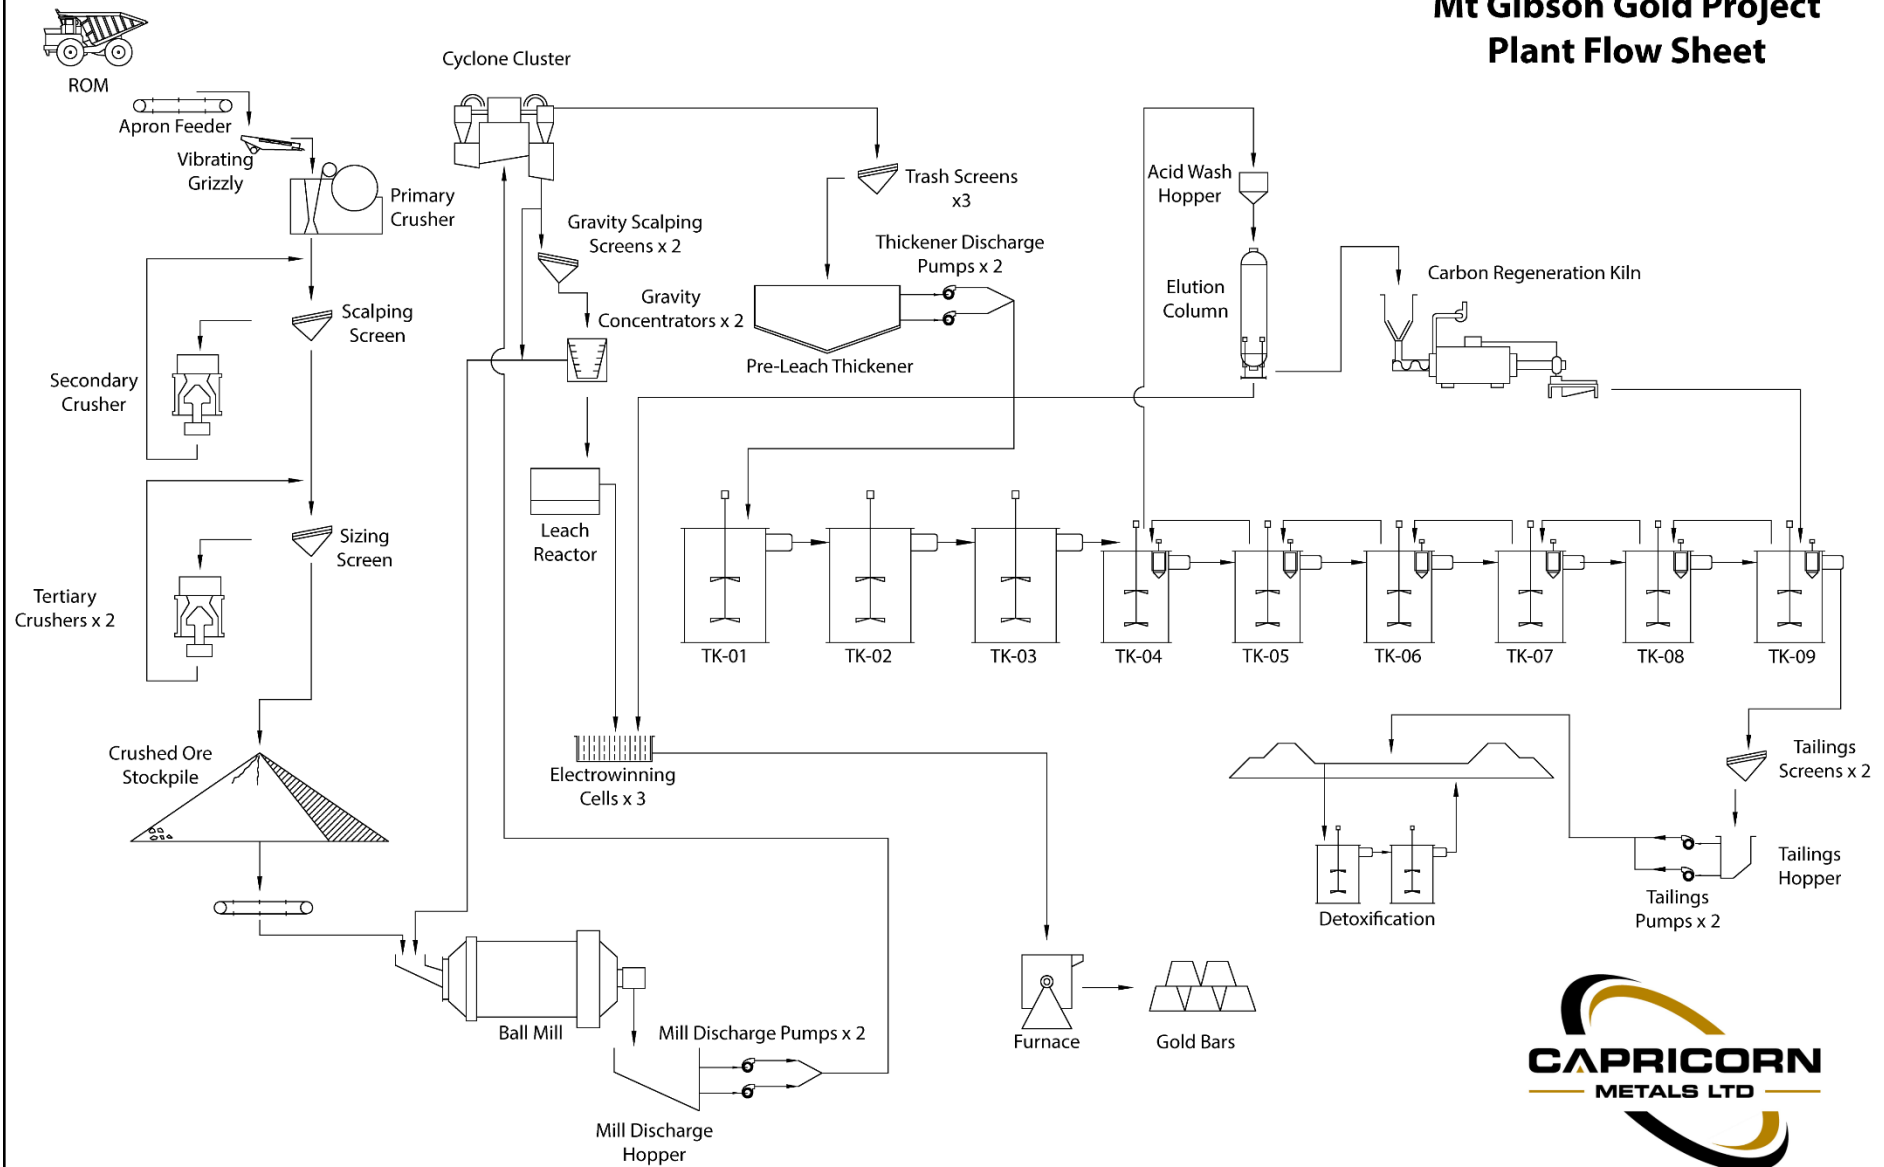 Mt Gibson Gold Project
Plant Flow Sheet
ROM
Apron Feeder
Vibrating
Grizzly
Primary
Crusher
Scalping
Screen
Secondary
Crusher
Sizing
Screen
Tertiary
Crushers x 2
Crushed Ore
Stockpile
Cyclone Cluster
Gravity Scalping
Screens x 2
Gravity
Concentrators x 2
Leach
Reactor
Electrowinning
Cells x 3
Ball Mill
Mill Discharge Pumps x 2
Mill Discharge
Hopper
Trash Screens
x3
Thickener Discharge
Pumps x 2
Pre-Leach Thickener
Acid Wash
Hopper
Elution
Column
Carbon Regeneration Kiln
TK-01
TK-02
TK-03
TK-04
TK-05
TK-06
TK-07
TK-08
TK-09
Tailings
Screens x 2
Tailings
Hopper
Tailings
Pumps x 2
Detoxification
Furnace
Gold Bars
CAPRICORN
METALS LTD